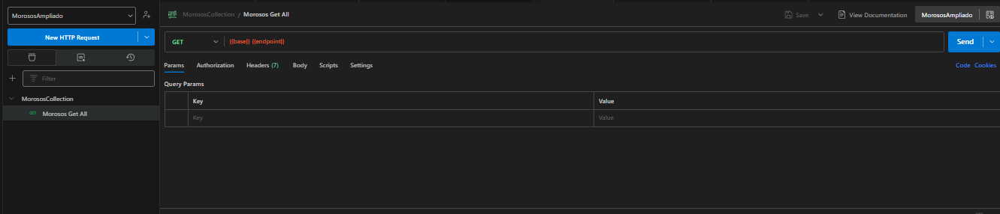 MorososAmpliado
New HTTP Request
Filter
MorososCollection
GET Morosos Get All
HTTP MorososCollection / Morosos Get All
Save
View Documentation
MorososAmpliado
GET
{{base}} {{endpoint}}
Send
Params Authorization Headers (7) Body Scripts Settings
Code Cookies
Query Params
Key Value
Key Value